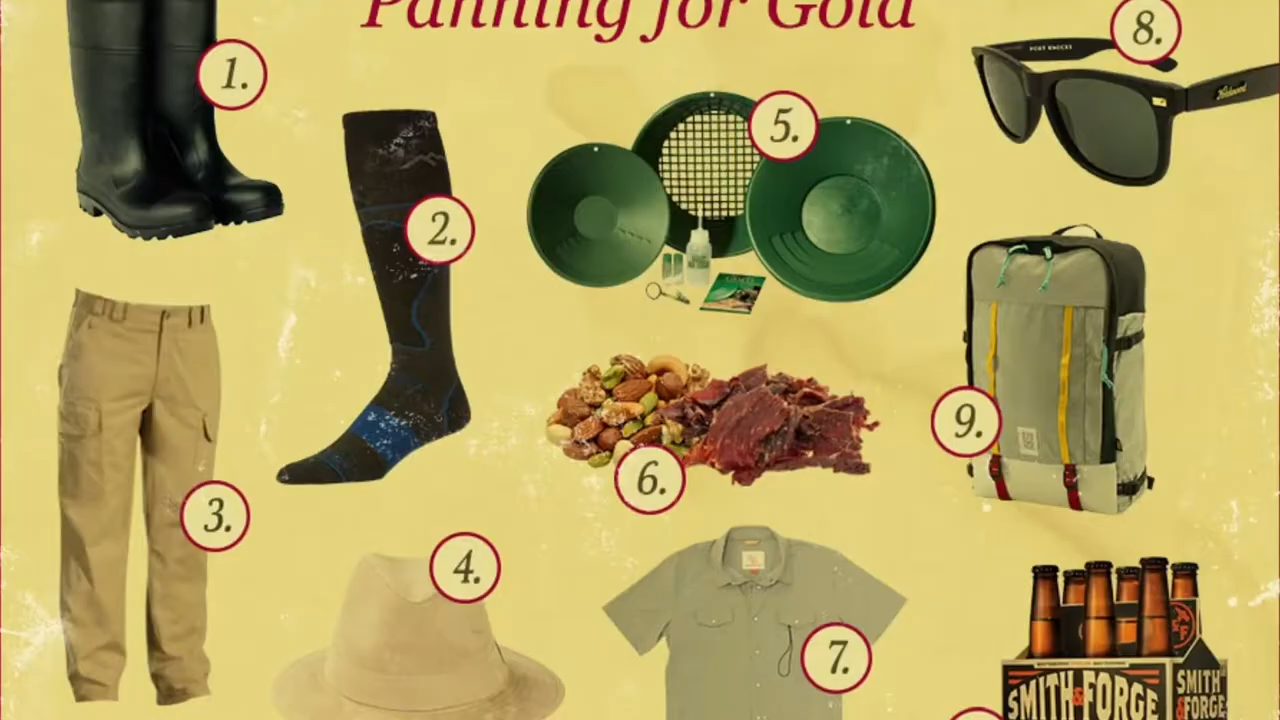 Panning for Gold
1.
2.
3.
4.
5.
6.
7.
8.
9.
SMITH & FORGE
SMITH
& FORGE